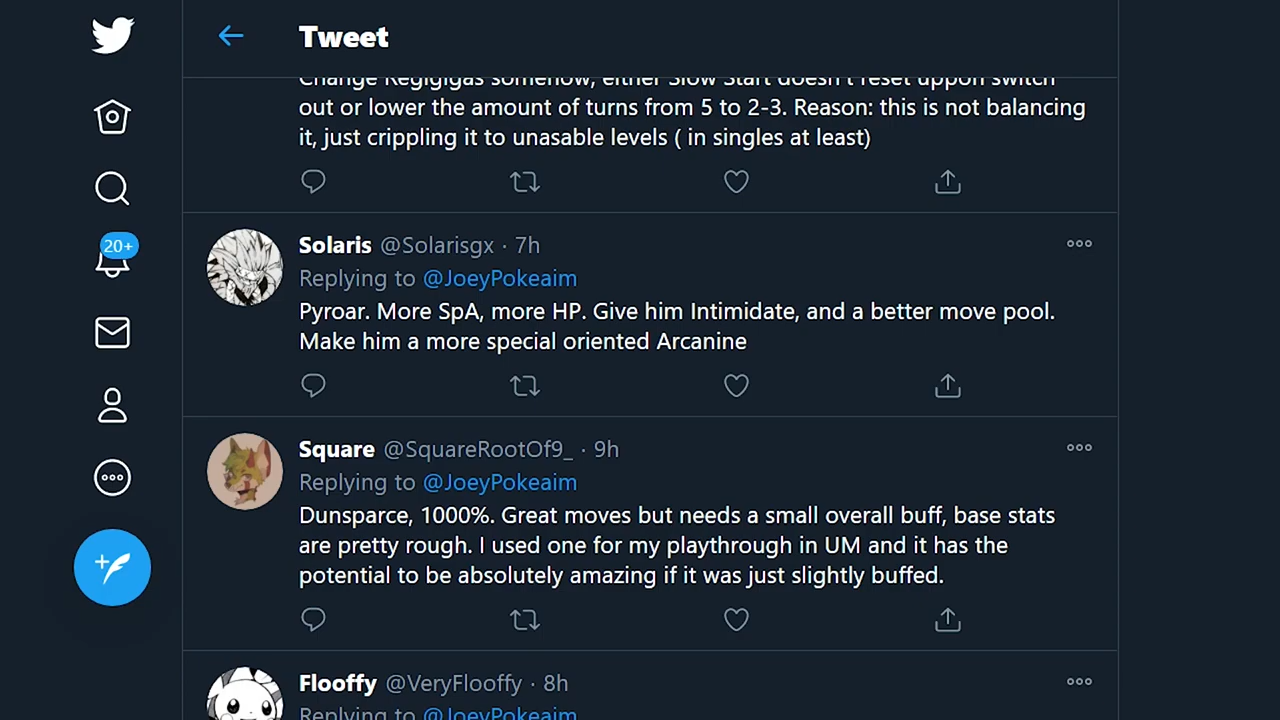 Tweet
Change Regigigas somehow, either Slow Start doesn't reset uppon switch
out or lower the amount of turns from 5 to 2-3. Reason: this is not balancing
it, just crippling it to unasable levels ( in singles at least)
Solaris @Solarisgx · 7h
20+
Replying to @JoeyPokeaim
Pyroar. More SpA, more HP. Give him Intimidate, and a better move pool.
Make him a more special oriented Arcanine
Square @SquareRootOf9_ · 9h
Replying to @JoeyPokeaim
Dunsparce, 1000%. Great moves but needs a small overall buff, base stats
are pretty rough. I used one for my playthrough in UM and it has the
potential to be absolutely amazing if it was just slightly buffed.
Flooffy @VeryFlooffy · 8h
Replying to @JoeyPokeaim